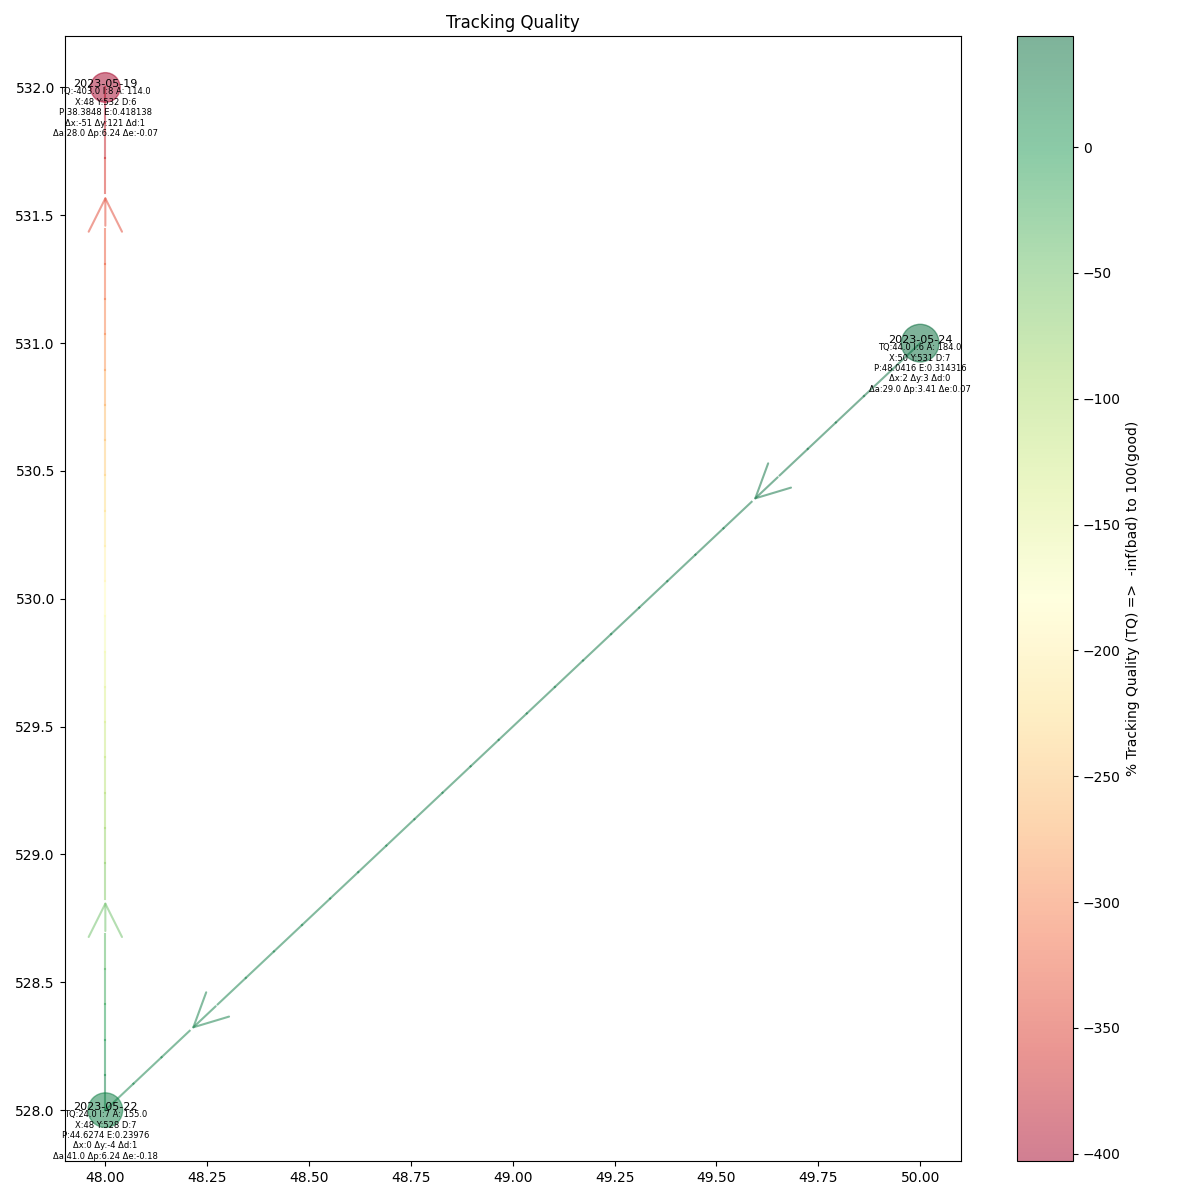 Tracking Quality
2023-05-19
TQ:-403.0 I:8 A: 114.0
X:48 Y:532 D:6
P:38.3848 E:0.418138
Δx:-51 Δy:121 Δd:1
Δa:28.0 Δp:6.24 Δe:-0.07
2023-05-24
TQ:44.0 I:6 A: 184.0
X:50 Y:531 D:7
P:48.0416 E:0.314316
Δx:2 Δy:3 Δd:0
Δa:29.0 Δp:3.41 Δe:0.07
2023-05-22
TQ:24.0 I:7 A: 155.0
X:48 Y:528 D:7
P:44.6274 E:0.23976
Δx:0 Δy:-4 Δd:1
Δa:41.0 Δp:6.24 Δe:-0.18
532.0
531.5
531.0
530.5
530.0
529.5
529.0
528.5
528.0
48.00
48.25
48.50
48.75
49.00
49.25
49.50
49.75
50.00
0
−50
−100
−150
−200
−250
−300
−350
−400
% Tracking Quality (TQ) => -inf(bad) to 100(good)